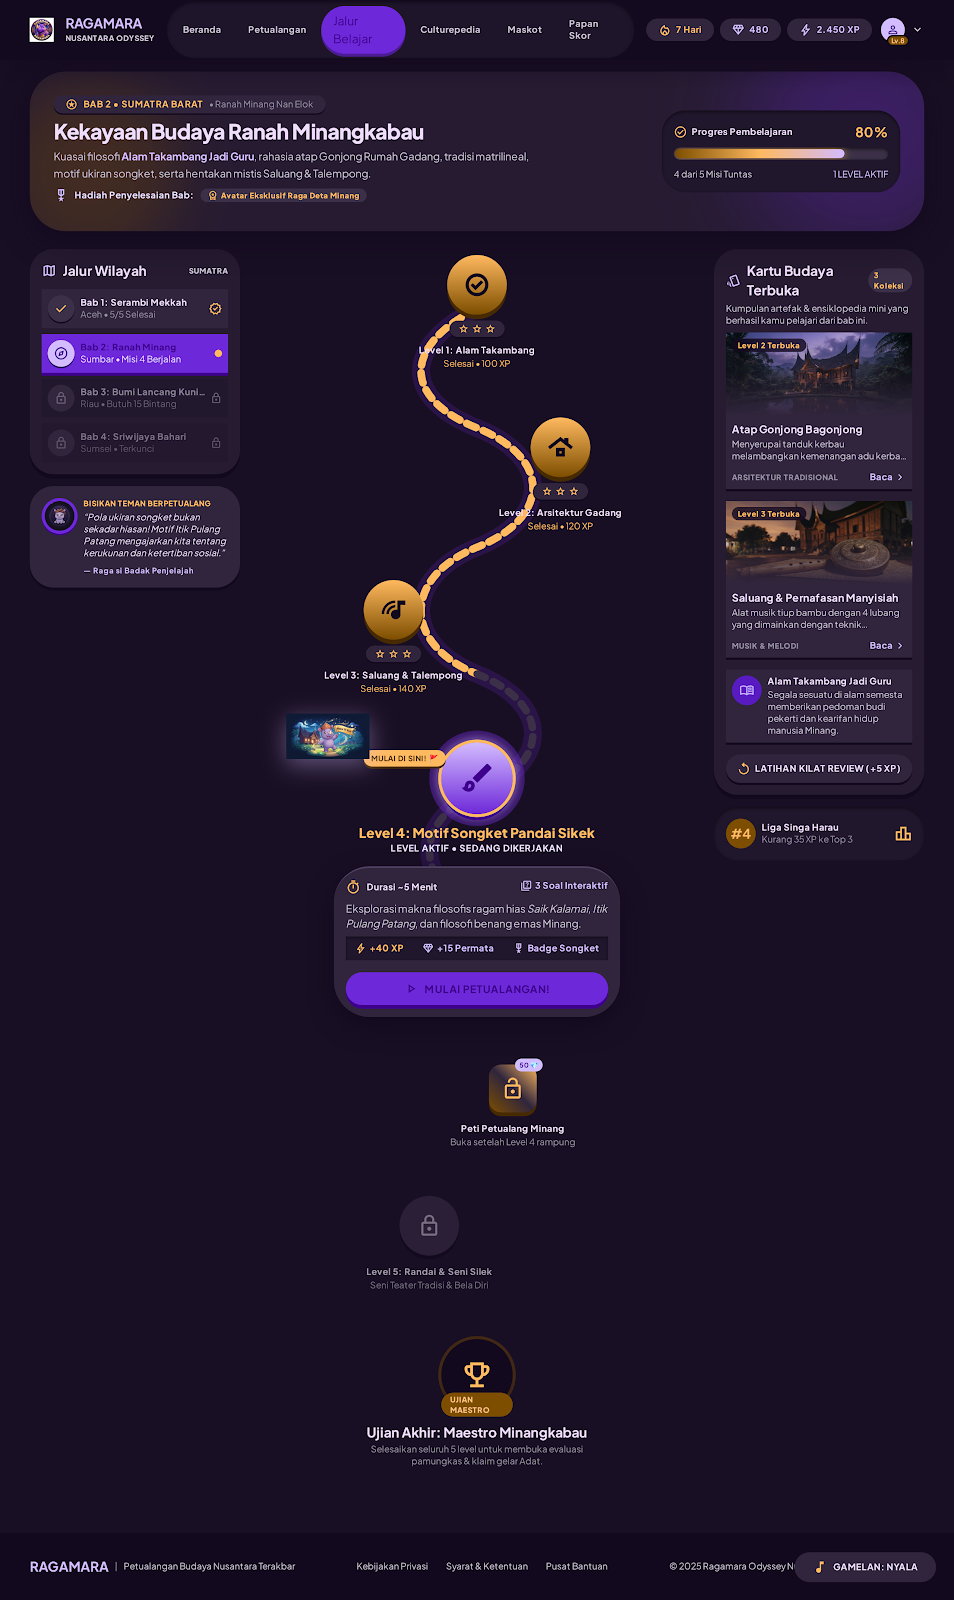 RAGAMARA
NUSANTARA ODYSSEY
Beranda
Petualangan
Jalur
Belajar
Culturepedia
Maskot
Papan
Skor
7 Hari
480
2.450 XP
Lv.8
BAB 2 • SUMATRA BARAT • Ranah Minang Nan Elok
Kekayaan Budaya Ranah Minangkabau
Kuasai filosofi Alam Takambang Jadi Guru, rahasia atap Gonjong Rumah Gadang, tradisi matrilineal,
motif ukiran songket, serta hentakan mistis Saluang & Talempong.
Hadiah Penyelesaian Bab: Avatar Eksklusif Raga Deta Minang
Progres Pembelajaran 80%
4 dari 5 Misi Tuntas 1 LEVEL AKTIF
Jalur Wilayah SUMATRA
Bab 1: Serambi Mekkah
Aceh • 5/5 Selesai
Bab 2: Ranah Minang
Sumbar • Misi 4 Berjalan
Bab 3: Bumi Lancang Kuni...
Riau • Butuh 15 Bintang
Bab 4: Sriwijaya Bahari
Sumsel • Terkunci
BISIKAN TEMAN BERPETUALANG
"Pola ukiran songket bukan
sekadar hiasan! Motif Itik Pulang
Patang mengajarkan kita tentang
kerukunan dan ketertiban sosial."
— Raga si Badak Penjelajah
Level 1: Alam Takambang
Selesai • 100 XP
Level 2: Arsitektur Gadang
Selesai • 120 XP
Level 3: Saluang & Talempong
Selesai • 140 XP
MULAI DI SINI!
Level 4: Motif Songket Pandai Sikek
LEVEL AKTIF • SEDANG DIKERJAKAN
Durasi ~5 Menit
3 Soal Interaktif
Eksplorasi makna filosofis ragam hias Saik Kalamai, Itik
Pulang Patang, dan filosofi benang emas Minang.
+40 XP
+15 Permata
Badge Songket
MULAI PETUALANGAN!
50
Peti Petualang Minang
Buka setelah Level 4 rampung
Level 5: Randai & Seni Silek
Seni Teater Tradisi & Bela Diri
UJIAN
MAESTRO
Ujian Akhir: Maestro Minangkabau
Selesaikan seluruh 5 level untuk membuka evaluasi
pamungkas & klaim gelar Adat.
Kartu Budaya
Terbuka
3
Koleksi
Kumpulan artefak & ensiklopedia mini yang
berhasil kamu pelajari dari bab ini.
Level 2 Terbuka
Atap Gonjong Bagonjong
Menyerupai tanduk kerbau
melambangkan kemenangan adu kerba...
ARSITEKTUR TRADISIONAL Baca
Level 3 Terbuka
Saluang & Pernafasan Manyisiah
Alat musik tiup bambu dengan 4 lubang
yang dimainkan dengan teknik...
MUSIK & MELODI Baca
Alam Takambang Jadi Guru
Segala sesuatu di alam semesta
memberikan pedoman budi
pekerti dan kearifan hidup
manusia Minang.
LATIHAN KILAT REVIEW (+5 XP)
#4
Liga Singa Harau
Kurang 35 XP ke Top 3
RAGAMARA | Petualangan Budaya Nusantara Terakbar
Kebijakan Privasi
Syarat & Ketentuan
Pusat Bantuan
© 2025 Ragamara Odyssey
GAMELAN: NYALA